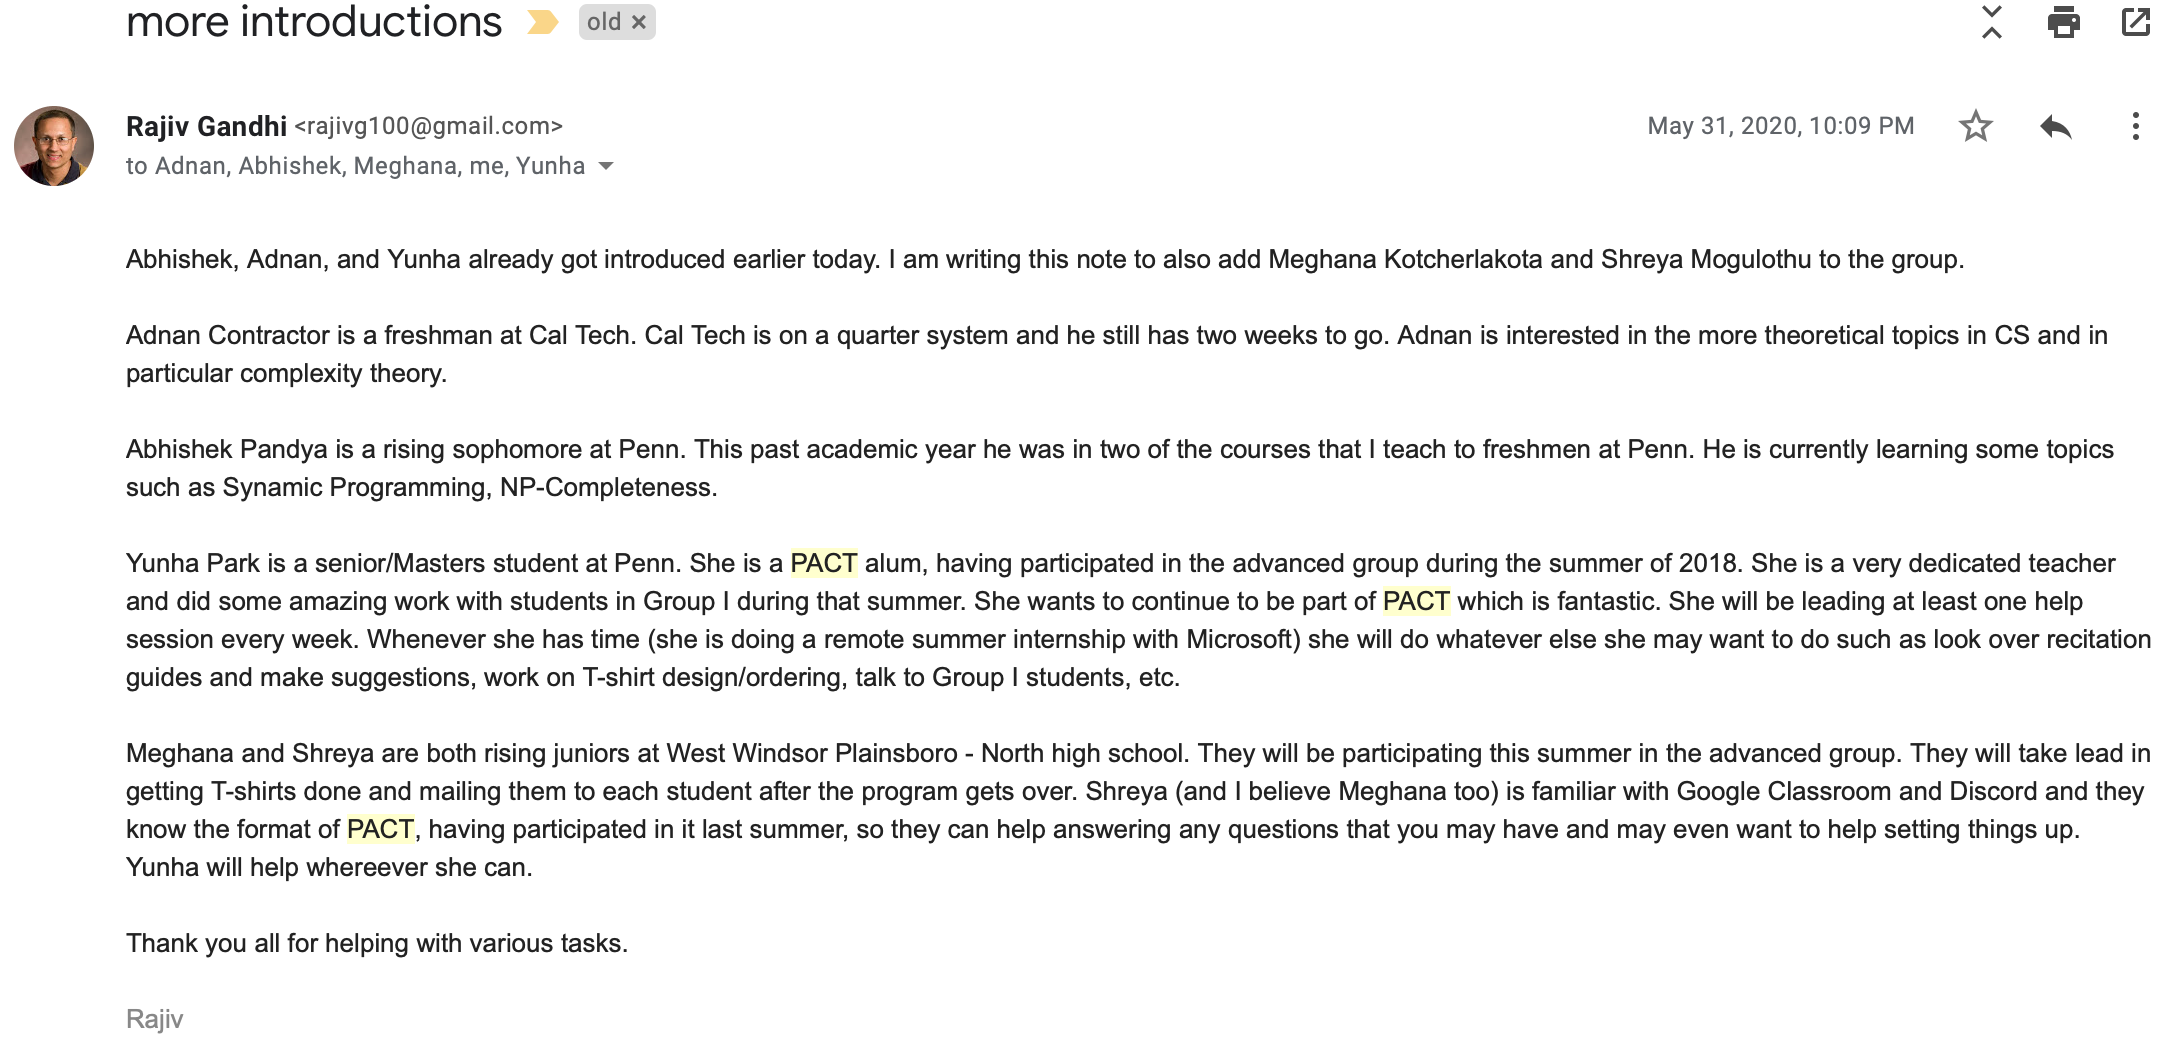 more introductions old ×
Rajiv Gandhi <rajivg100@gmail.com> May 31, 2020, 10:09 PM
to Adnan, Abhishek, Meghana, me, Yunha
Abhishek, Adnan, and Yunha already got introduced earlier today. I am writing this note to also add Meghana Kotcherlakota and Shreya Mogulothu to the group.
Adnan Contractor is a freshman at Cal Tech. Cal Tech is on a quarter system and he still has two weeks to go. Adnan is interested in the more theoretical topics in CS and in
particular complexity theory.
Abhishek Pandya is a rising sophomore at Penn. This past academic year he was in two of the courses that I teach to freshmen at Penn. He is currently learning some topics
such as Synamic Programming, NP-Completeness.
Yunha Park is a senior/Masters student at Penn. She is a PACT alum, having participated in the advanced group during the summer of 2018. She is a very dedicated teacher
and did some amazing work with students in Group I during that summer. She wants to continue to be part of PACT which is fantastic. She will be leading at least one help
session every week. Whenever she has time (she is doing a remote summer internship with Microsoft) she will do whatever else she may want to do such as look over recitation
guides and make suggestions, work on T-shirt design/ordering, talk to Group I students, etc.
Meghana and Shreya are both rising juniors at West Windsor Plainsboro - North high school. They will be participating this summer in the advanced group. They will take lead in
getting T-shirts done and mailing them to each student after the program gets over. Shreya (and I believe Meghana too) is familiar with Google Classroom and Discord and they
know the format of PACT, having participated in it last summer, so they can help answering any questions that you may have and may even want to help setting things up.
Yunha will help whereever she can.
Thank you all for helping with various tasks.
Rajiv